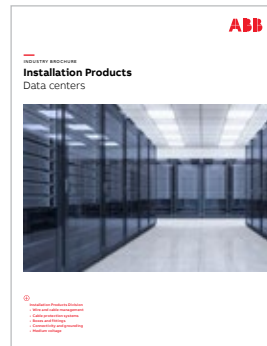 ABB
INDUSTRY BROCHURE
Installation Products
Data centers
Installation Products Division
– Wire and cable management
– Cable protection systems
– Boxes and fittings
– Connectivity and grounding
– Medium voltage